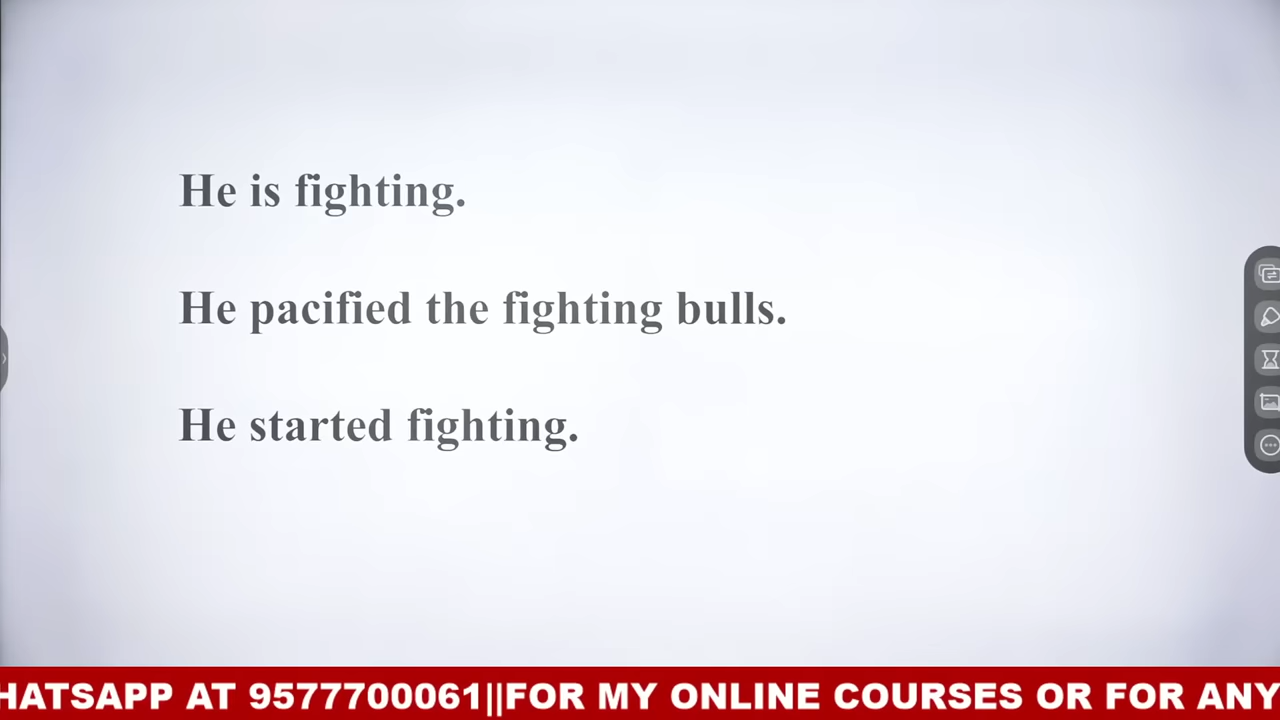 He is fighting.
He pacified the fighting bulls.
He started fighting.
HATSAPP AT 9577700061||FOR MY ONLINE COURSES OR FOR ANY